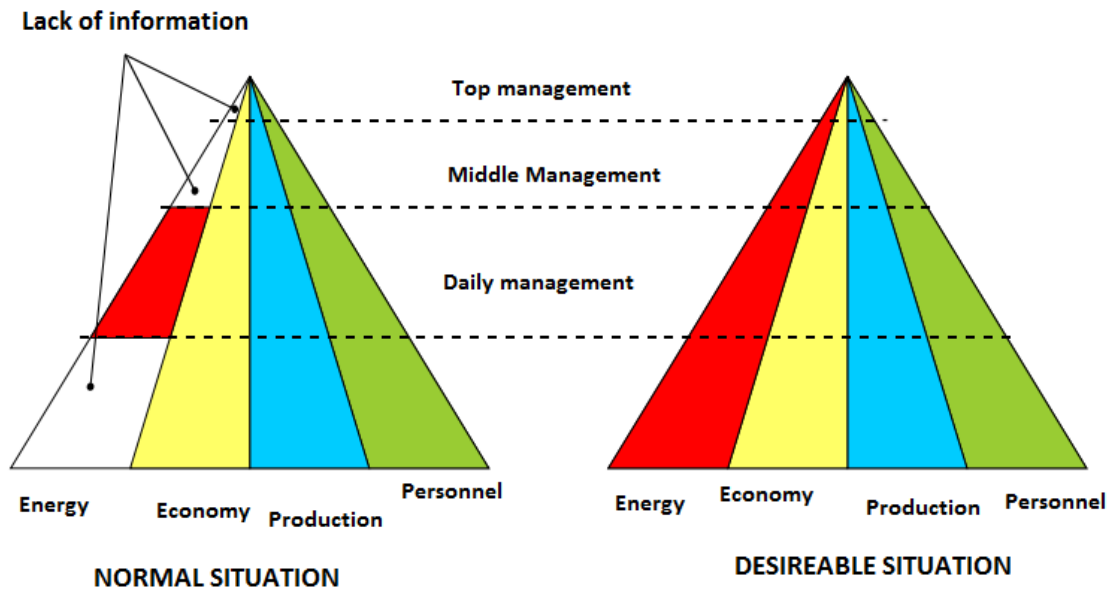 Lack of information
Top management
Middle Management
Daily management
Energy
Economy
Production
Personnel
Energy
Economy
Production
Personnel
NORMAL SITUATION
DESIREABLE SITUATION